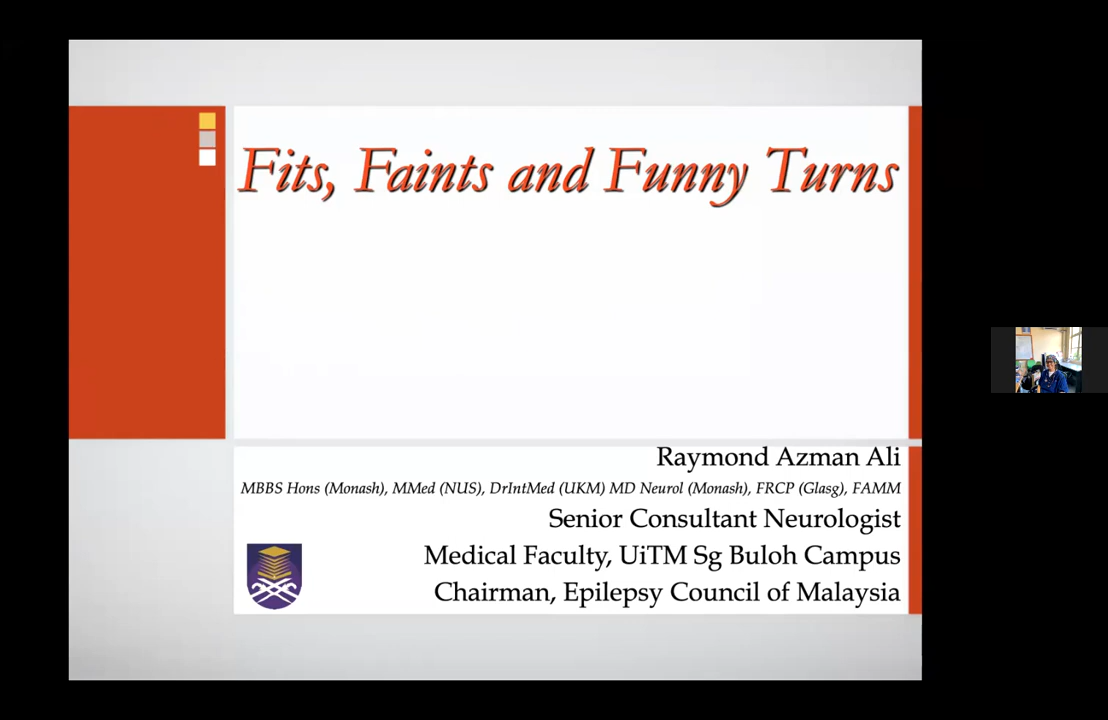 Fits, Faints and Funny Turns
Raymond Azman Ali
MBBS Hons (Monash), MMed (NUS), DrIntMed (UKM) MD Neurol (Monash), FRCP (Glasg), FAMM
Senior Consultant Neurologist
Medical Faculty, UiTM Sg Buloh Campus
Chairman, Epilepsy Council of Malaysia